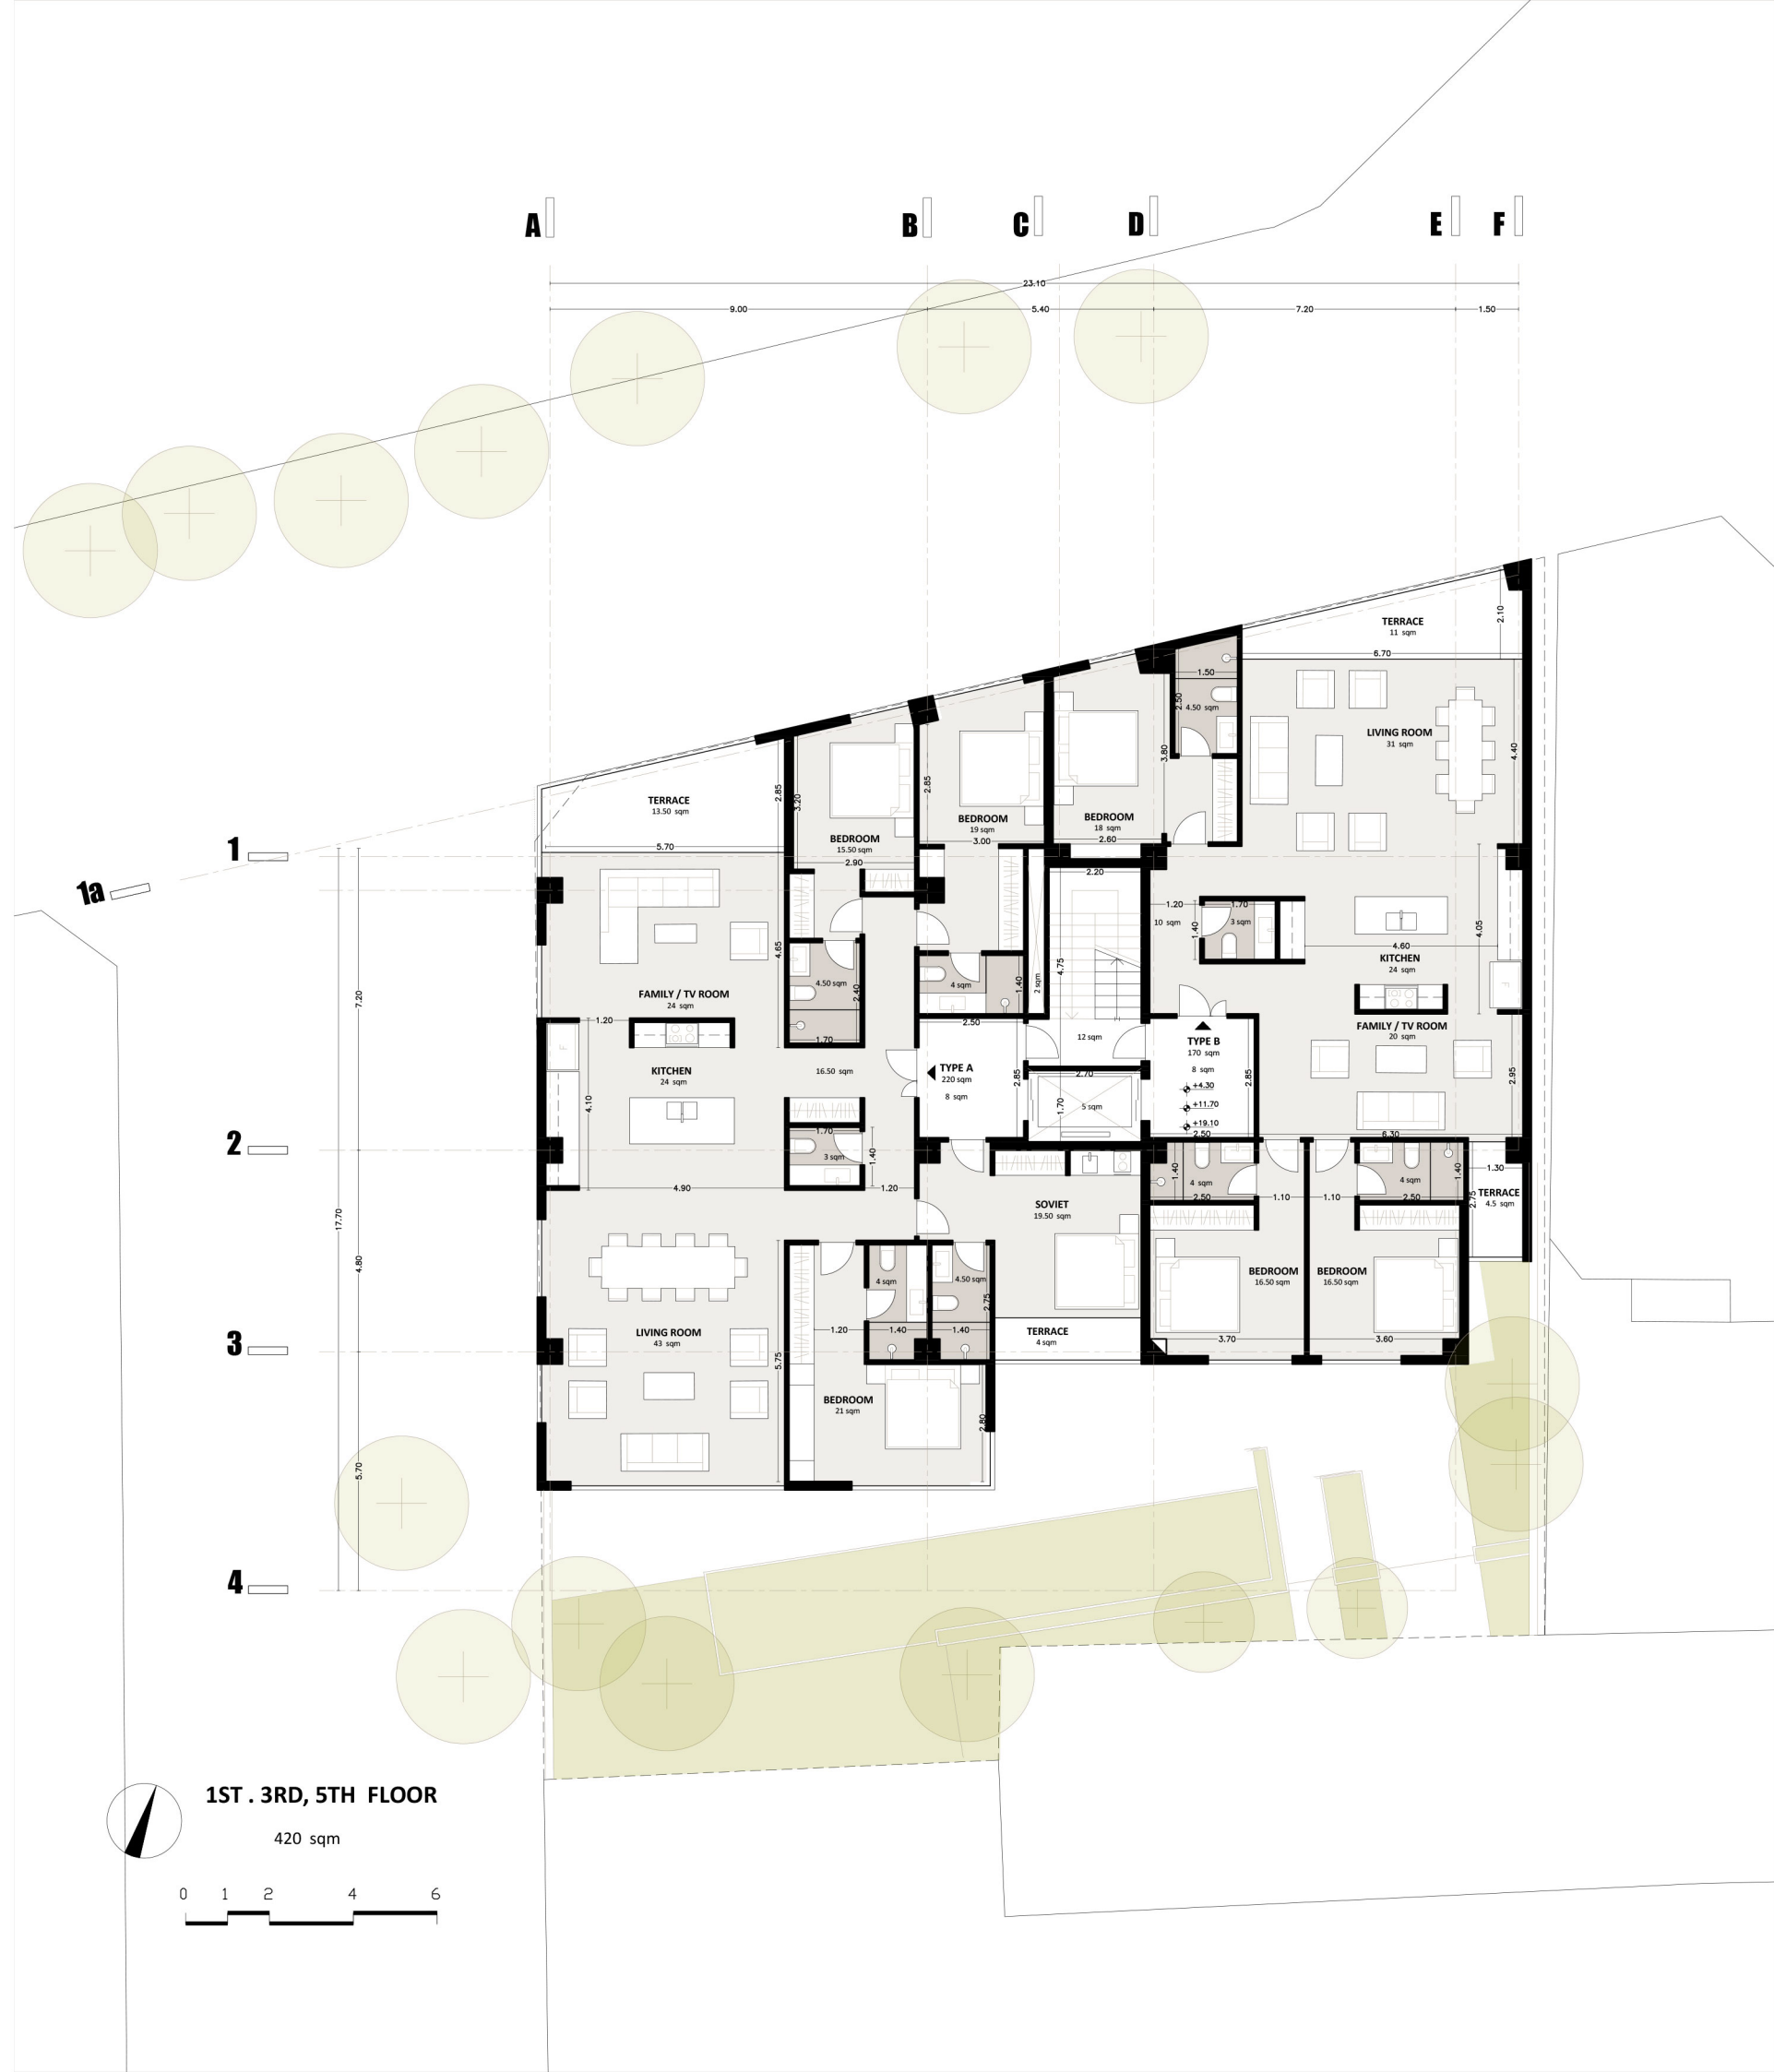 A B C D E F
23.10
9.00 5.40 7.20 1.50
TERRACE
11 sqm
2.10
6.70
1.50
2.50
4.50 sqm
LIVING ROOM
31 sqm
4.40
3.80
TERRACE
13.50 sqm
2.85
5.70
3.20
BEDROOM
15.50 sqm
2.90
2.85
BEDROOM
19 sqm
3.00
BEDROOM
18 sqm
2.60
1
1a
2.20
1.20
10 sqm
1.70
3 sqm
1.40
4.60
4.05
KITCHEN
24 sqm
4.65
4.50 sqm
2.40
1.70
4 sqm
1.40
2 sqm
4.75
FAMILY / TV ROOM
24 sqm
7.20
1.20
2.50
12 sqm
TYPE B
170 sqm
8 sqm
+4.30
+11.70
+19.10
2.85
2.50
FAMILY / TV ROOM
20 sqm
2.95
6.30
KITCHEN
24 sqm
4.10
16.50 sqm
TYPE A
220 sqm
8 sqm
2.85
2.70
5 sqm
1.70
2
1.70
3 sqm
1.40
4.90
1.20
SOVIET
19.50 sqm
1.40
4 sqm
2.50
1.10
1.10
4 sqm
2.50
1.40
1.30
TERRACE
4.5 sqm
2.75
17.70
4.80
4 sqm
4.50 sqm
2.75
BEDROOM
16.50 sqm
BEDROOM
16.50 sqm
3
LIVING ROOM
43 sqm
1.20
1.40
1.40
TERRACE
4 sqm
3.70
3.60
5.75
BEDROOM
21 sqm
2.80
5.70
4
1ST . 3RD, 5TH FLOOR
420 sqm
0 1 2 4 6
F
F